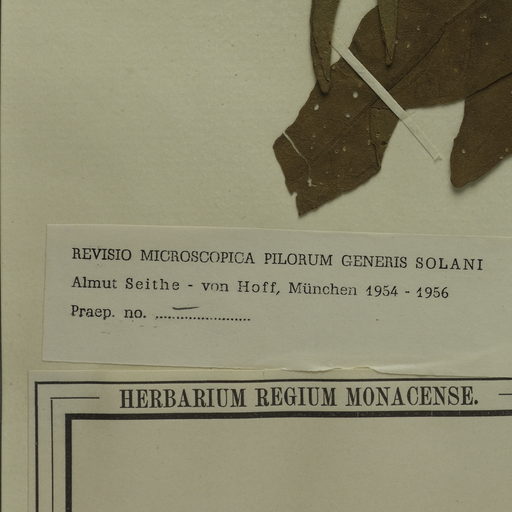 REVISIO MICROSCOPICA PILORUM GENERIS SOLANI
Almut Seithe - von Hoff, München 1954 - 1956
Praep. no. ........................
HERBARIUM REGIUM MONACENSE.